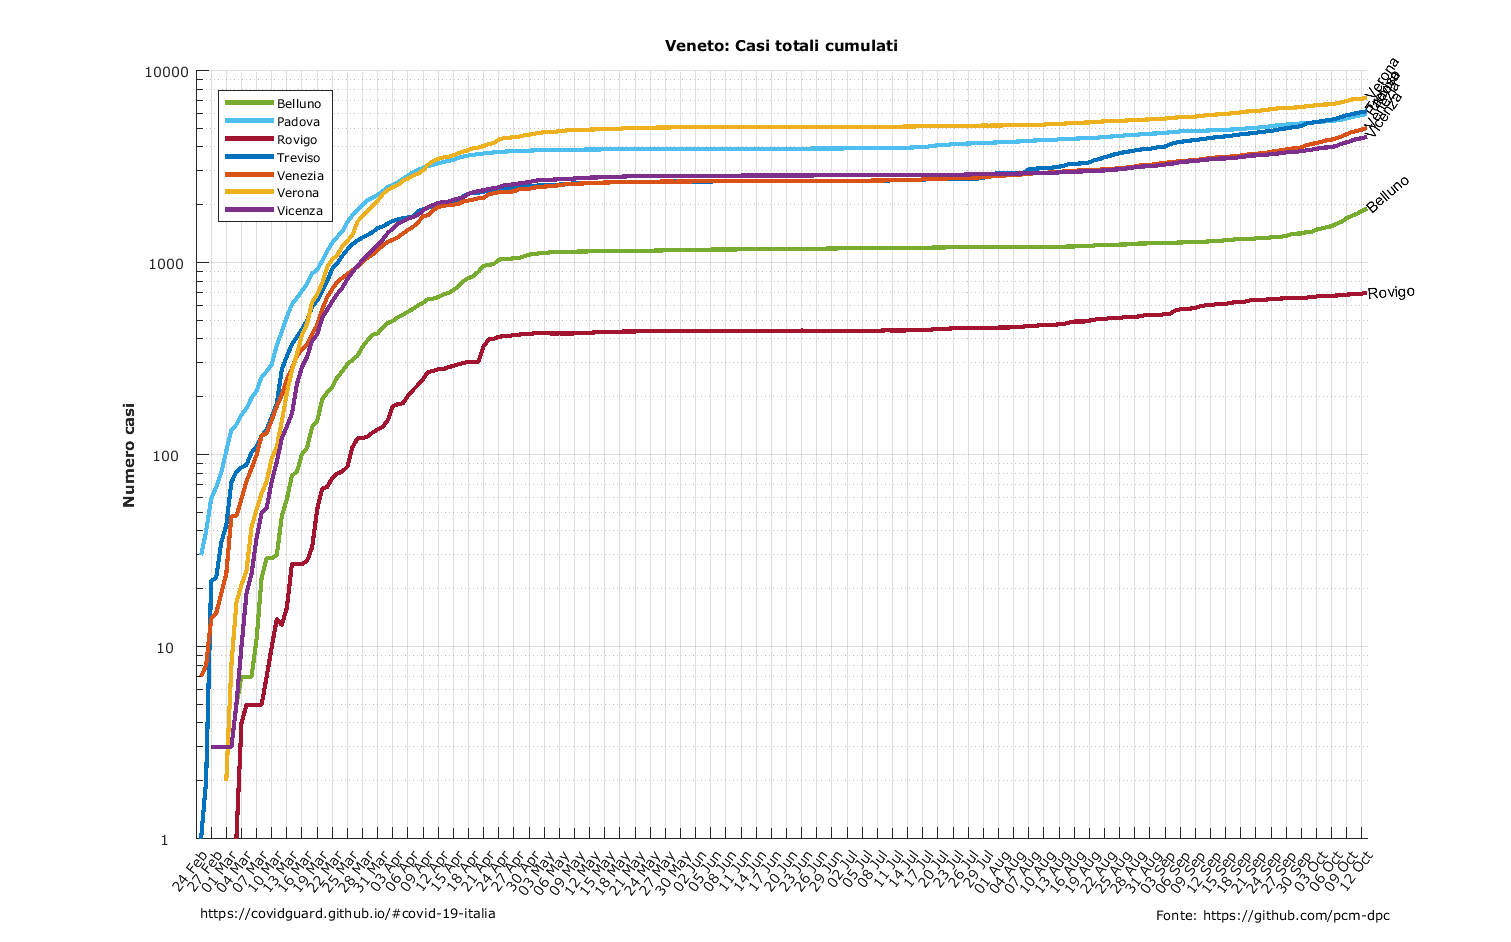 Veneto: Casi totali cumulati
Numero casi
10000
1000
100
10
1
Belluno
Padova
Rovigo
Treviso
Venezia
Verona
Vicenza
Verona
Vicenza
Belluno
Rovigo
24 Feb
27 Feb
01 Mar
04 Mar
07 Mar
10 Mar
13 Mar
16 Mar
19 Mar
22 Mar
25 Mar
28 Mar
31 Mar
03 Apr
06 Apr
09 Apr
12 Apr
15 Apr
18 Apr
21 Apr
24 Apr
27 Apr
30 Apr
03 May
06 May
09 May
12 May
15 May
18 May
21 May
24 May
27 May
30 May
02 Jun
05 Jun
08 Jun
11 Jun
14 Jun
17 Jun
20 Jun
23 Jun
26 Jun
29 Jun
02 Jul
05 Jul
08 Jul
11 Jul
14 Jul
17 Jul
20 Jul
23 Jul
26 Jul
29 Jul
01 Aug
04 Aug
07 Aug
10 Aug
13 Aug
16 Aug
19 Aug
22 Aug
25 Aug
28 Aug
31 Aug
03 Sep
06 Sep
09 Sep
12 Sep
15 Sep
18 Sep
21 Sep
24 Sep
27 Sep
30 Sep
03 Oct
06 Oct
09 Oct
12 Oct
https://covidguard.github.io/#covid-19-italia
Fonte: https://github.com/pcm-dpc